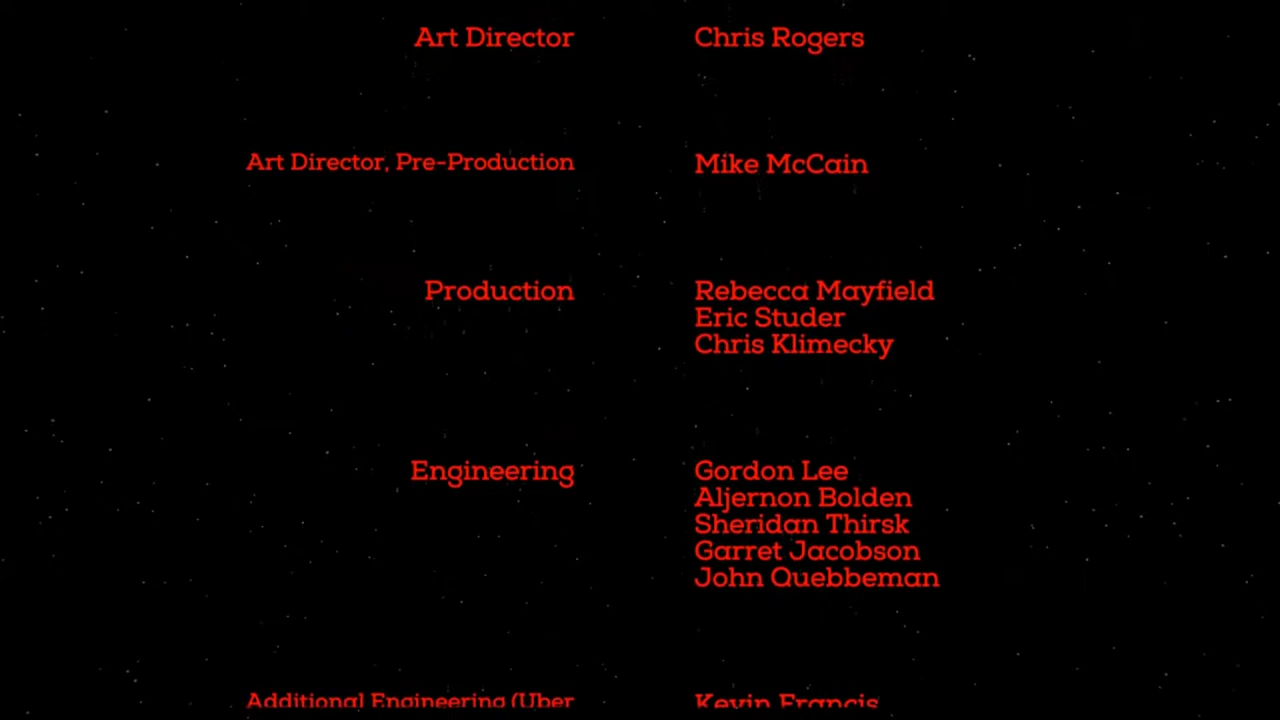 Art Director Chris Rogers
Art Director, Pre-Production Mike McCain
Production Rebecca Mayfield
Eric Studer
Chris Klimecky
Engineering Gordon Lee
Aljernon Bolden
Sheridan Thirsk
Garret Jacobson
John Quebbeman
Additional Engineering (Uber Kevin Francis